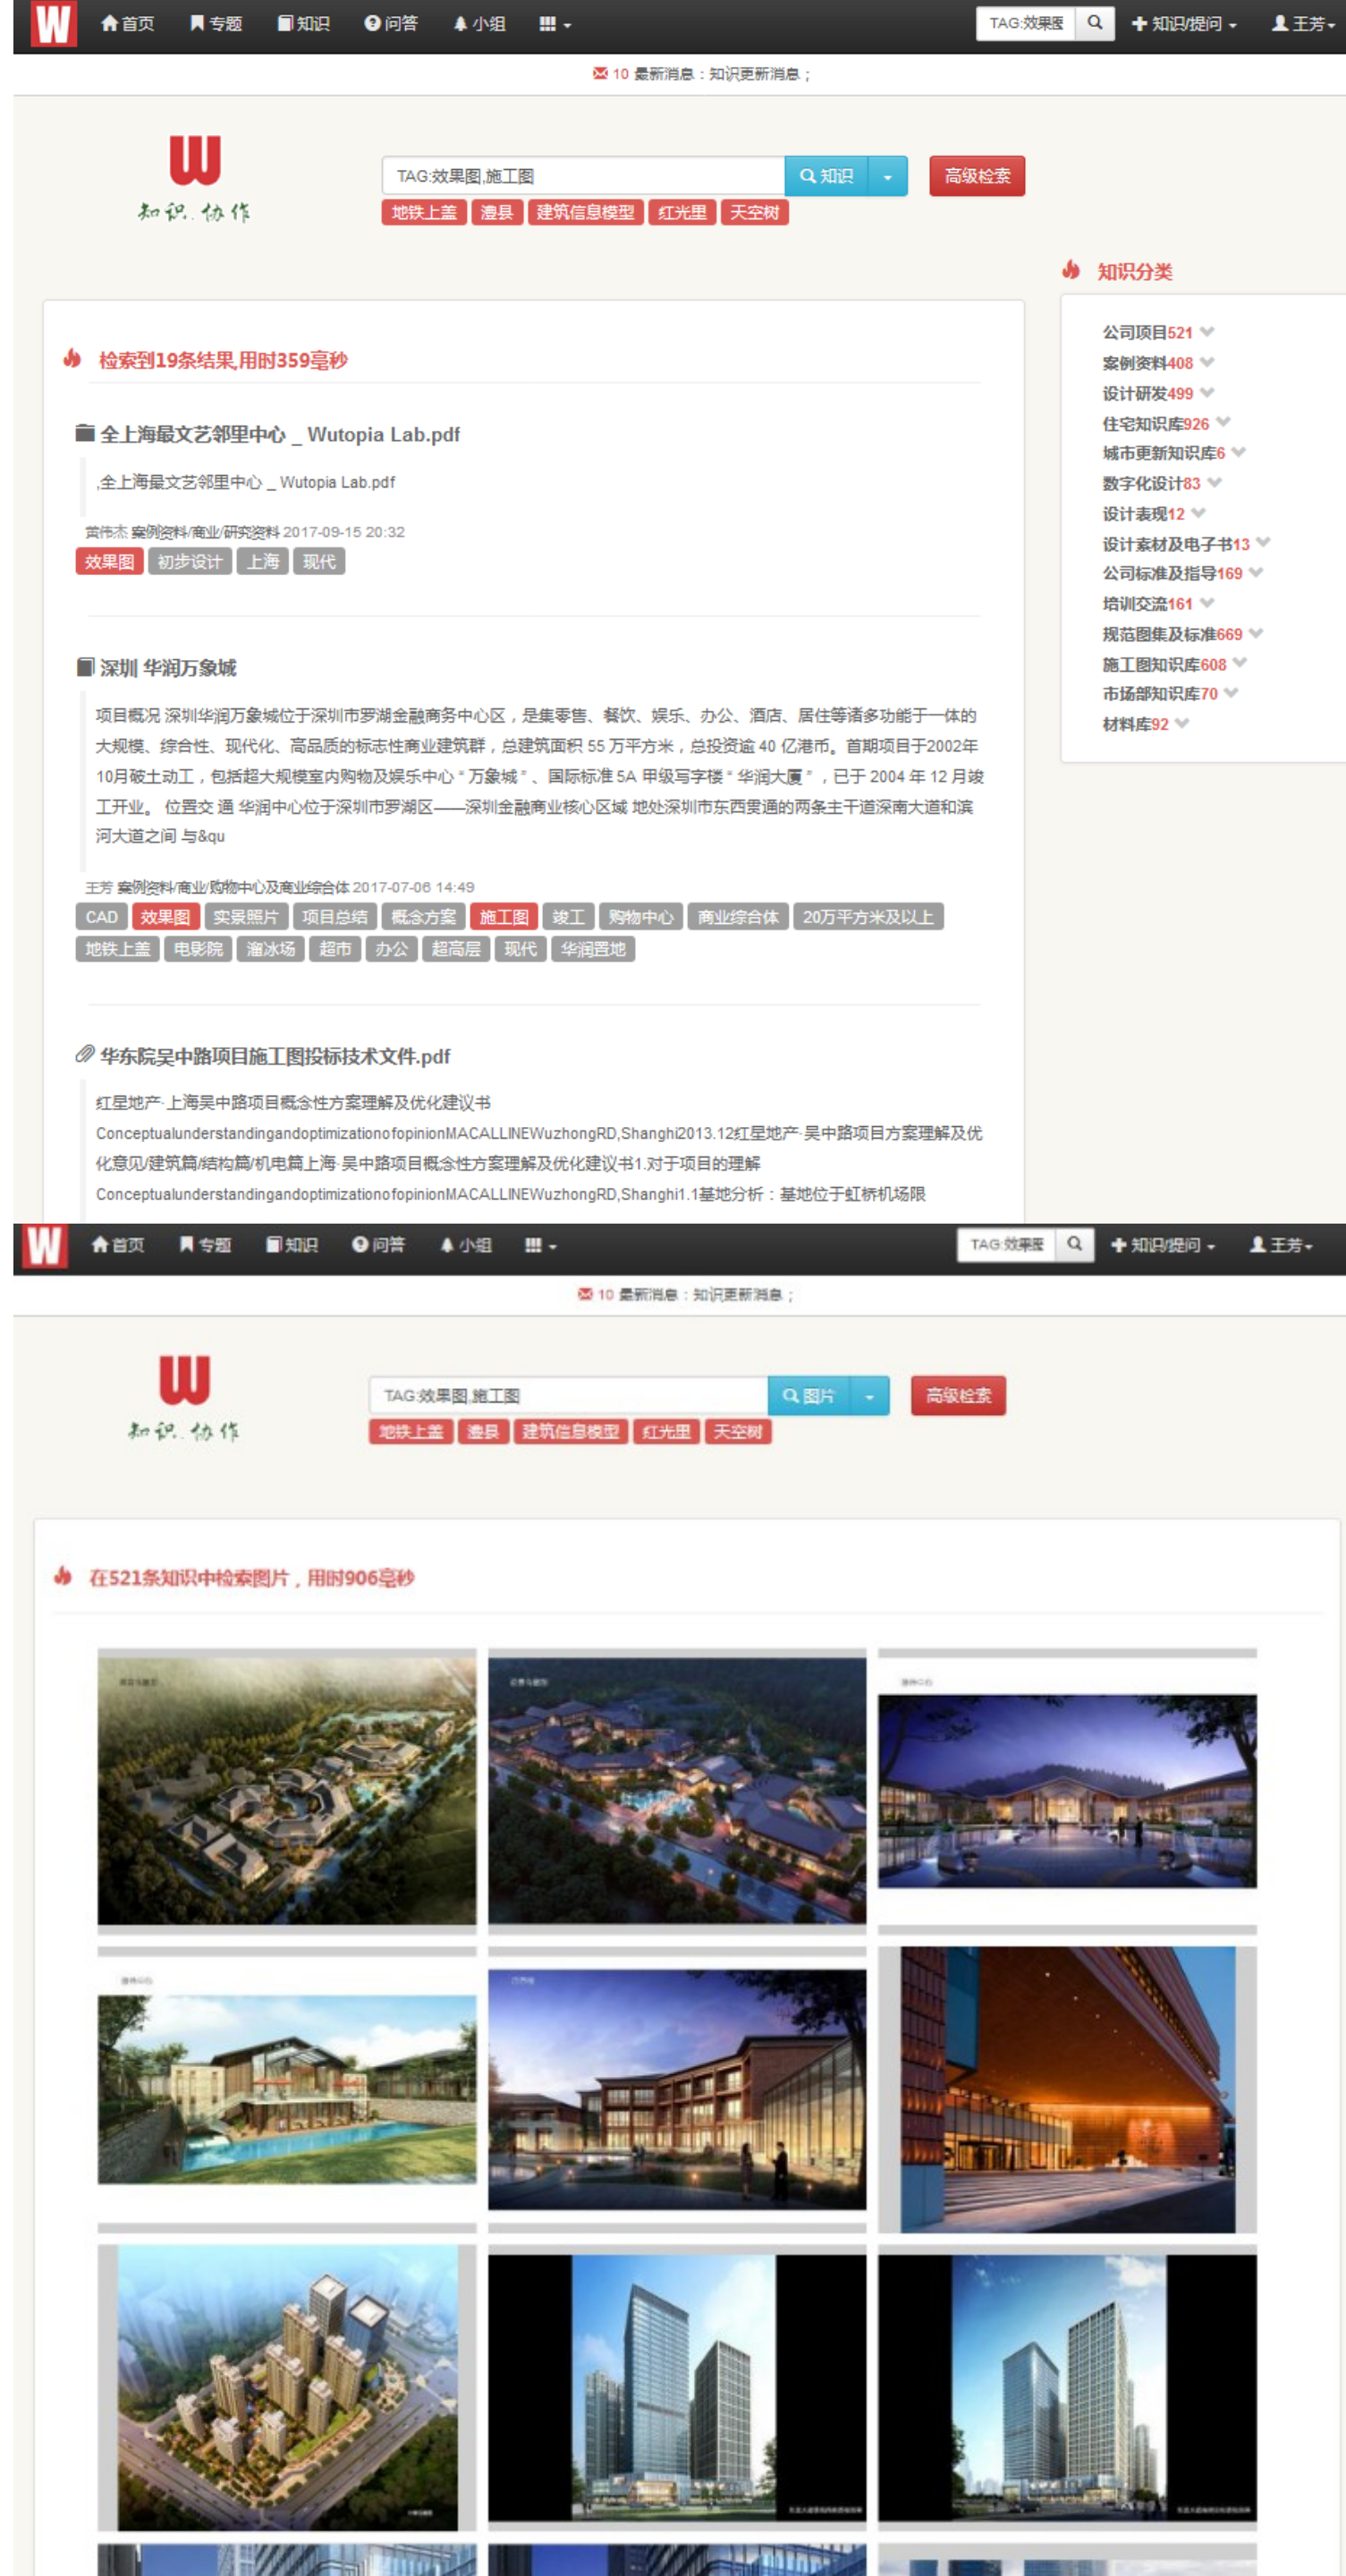 W 首页 专题 知识 问答 小组 TAG:效果图 知识/提问 王芳
10 最新消息：知识更新消息；
W
知识.协作
TAG:效果图,施工图 知识 高级检索
地铁上盖 澧县 建筑信息模型 红光里 天空树
知识分类
公司项目521
案例资料408
设计研发499
住宅知识库926
城市更新知识库6
数字化设计83
设计表现12
设计素材及电子书13
公司标准及指导169
培训交流161
规范图集及标准669
施工图知识库608
市场部知识库70
材料库92
检索到19条结果,用时359毫秒
全上海最文艺邻里中心 _ Wutopia Lab.pdf
,全上海最文艺邻里中心 _ Wutopia Lab.pdf
黄伟杰 案例资料/商业/研究资料 2017-09-15 20:32
效果图 初步设计 上海 现代
深圳 华润万象城
项目概况 深圳华润万象城位于深圳市罗湖金融商务中心区，是集零售、餐饮、娱乐、办公、酒店、居住等诸多功能于一体的
大规模、综合性、现代化、高品质的标志性商业建筑群，总建筑面积 55 万平方米，总投资逾 40 亿港币。首期项目于2002年
10月破土动工，包括超大规模室内购物及娱乐中心“万象城”、国际标准 5A 甲级写字楼“华润大厦”，已于 2004 年 12 月竣
工开业。 位置交 通 华润中心位于深圳市罗湖区——深圳金融商业核心区域 地处深圳市东西贯通的两条主干道深南大道和滨
河大道之间 与&qu
王芳 案例资料/商业/购物中心及商业综合体 2017-07-06 14:49
CAD 效果图 实景照片 项目总结 概念方案 施工图 竣工 购物中心 商业综合体 20万平方米及以上
地铁上盖 电影院 溜冰场 超市 办公 超高层 现代 华润置地
华东院吴中路项目施工图投标技术文件.pdf
红星地产·上海吴中路项目概念性方案理解及优化建议书
ConceptualunderstandingandoptimizationofopinionMACALLINEWuzhongRD,Shanghi2013.12红星地产·吴中路项目方案理解及优
化意见/建筑篇/结构篇/机电篇上海·吴中路项目概念性方案理解及优化建议书1.对于项目的理解
ConceptualunderstandingandoptimizationofopinionMACALLINEWuzhongRD,Shanghi1.1基地分析：基地位于虹桥机场限
W 首页 专题 知识 问答 小组 TAG:效果图 知识/提问 王芳
10 最新消息：知识更新消息；
W
知识.协作
TAG:效果图,施工图 图片 高级检索
地铁上盖 澧县 建筑信息模型 红光里 天空树
在521条知识中检索图片，用时906毫秒